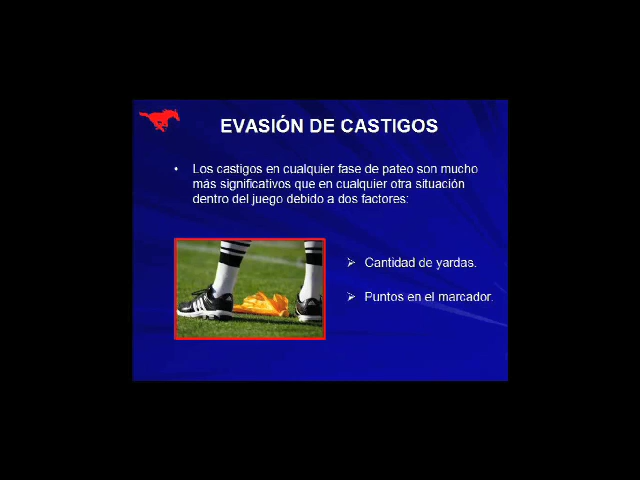 EVASIÓN DE CASTIGOS
• Los castigos en cualquier fase de pateo son mucho
más significativos que en cualquier otra situación
dentro del juego debido a dos factores:
➢ Cantidad de yardas.
➢ Puntos en el marcador.